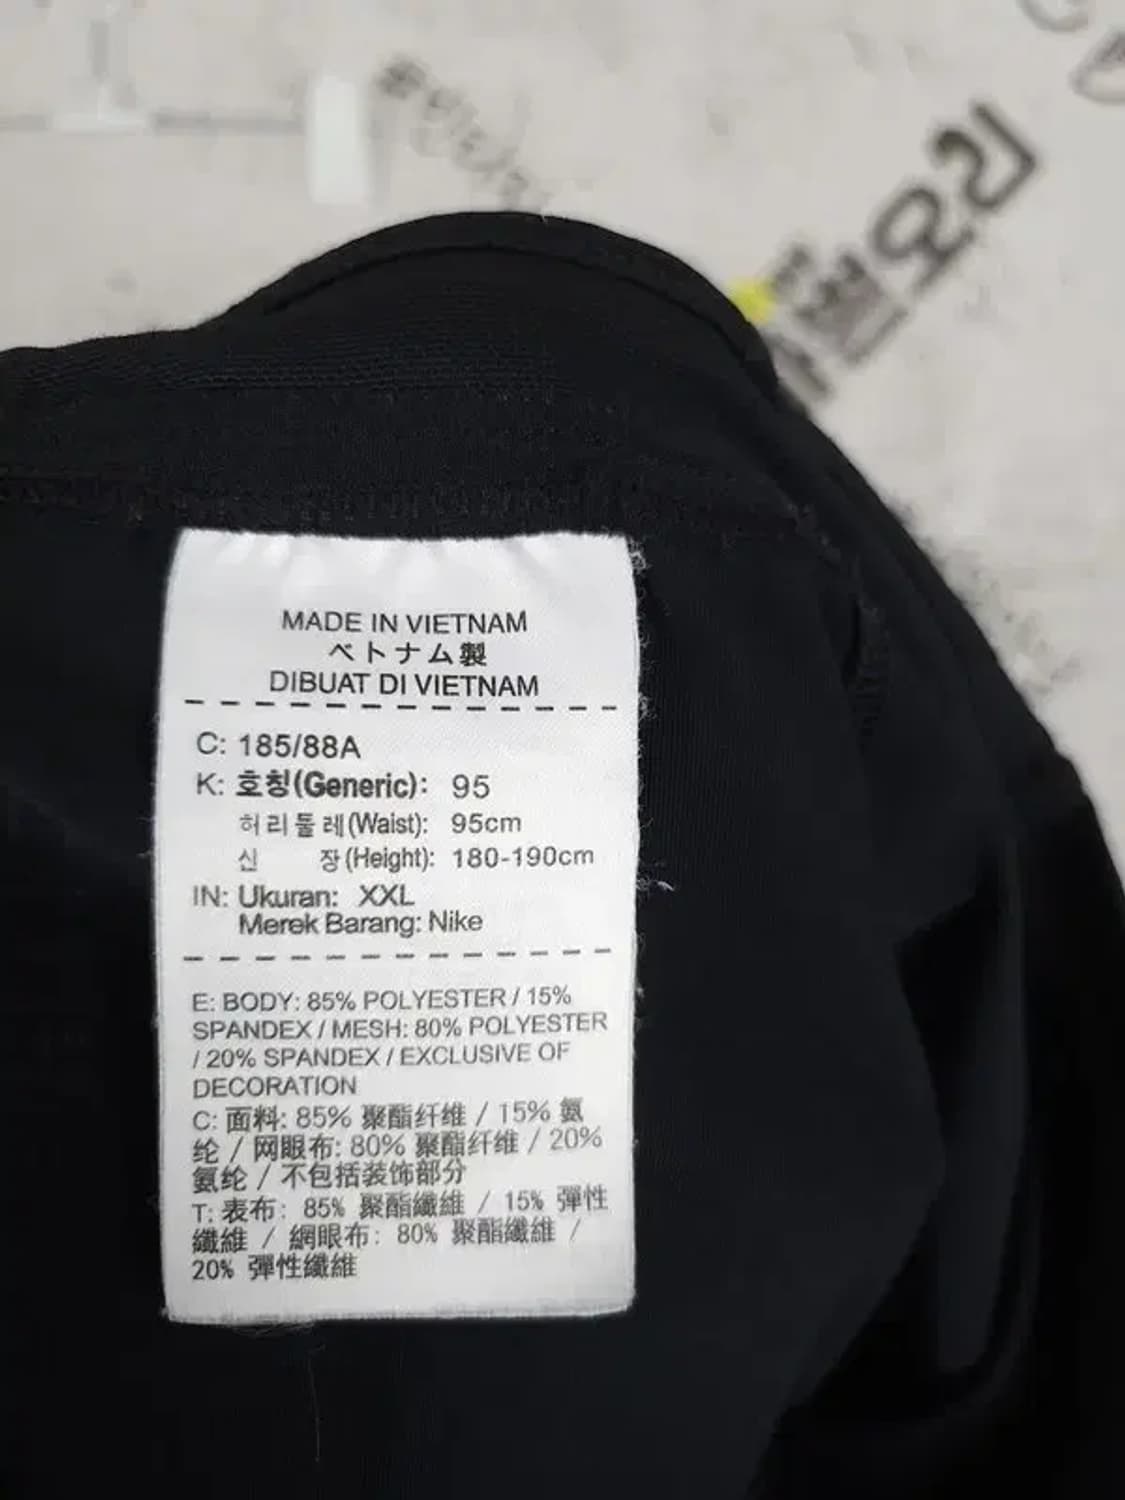 MADE IN VIETNAM
ベトナム製
DIBUAT DI VIETNAM
C: 185/88A
K: 호칭(Generic): 95
허리둘레(Waist): 95cm
신 장(Height): 180-190cm
IN: Ukuran: XXL
Merek Barang: Nike
E: BODY: 85% POLYESTER / 15%
SPANDEX / MESH: 80% POLYESTER
/ 20% SPANDEX / EXCLUSIVE OF
DECORATION
C: 面料: 85% 聚酯纤维 / 15% 氨
纶 / 网眼布: 80% 聚酯纤维 / 20%
氨纶 / 不包括装饰部分
T: 表布: 85% 聚酯纖維 / 15% 彈性
纖維 / 網眼布: 80% 聚酯纖維 /
20% 彈性纖維